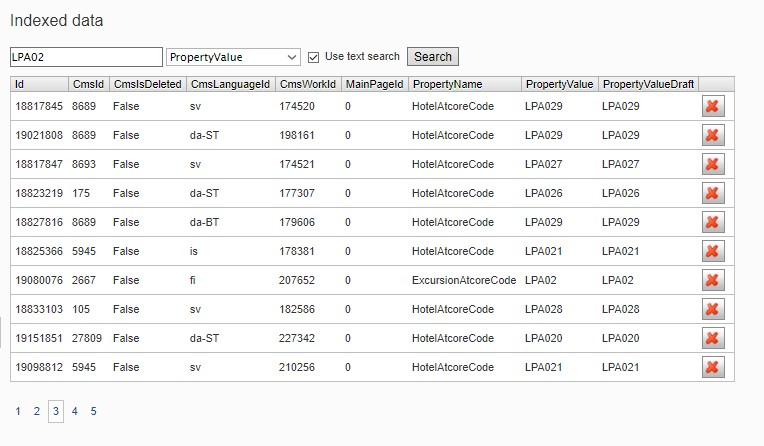 Indexed data
LPA02 PropertyValue Use text search Search
Id CmsId CmsIsDeleted CmsLanguageId CmsWorkId MainPageId PropertyName PropertyValue PropertyValueDraft
18817845 8689 False sv 174520 0 HotelAtcoreCode LPA029 LPA029
19021808 8689 False da-ST 198161 0 HotelAtcoreCode LPA029 LPA029
18817847 8693 False sv 174521 0 HotelAtcoreCode LPA027 LPA027
18823219 175 False da-ST 177307 0 HotelAtcoreCode LPA026 LPA026
18827816 8689 False da-BT 179606 0 HotelAtcoreCode LPA029 LPA029
18825366 5945 False is 178381 0 HotelAtcoreCode LPA021 LPA021
19080076 2667 False fi 207652 0 ExcursionAtcoreCode LPA02 LPA02
18833103 105 False sv 182586 0 HotelAtcoreCode LPA028 LPA028
19151851 27809 False da-ST 227342 0 HotelAtcoreCode LPA020 LPA020
19098812 5945 False sv 210256 0 HotelAtcoreCode LPA021 LPA021
1 2 3 4 5